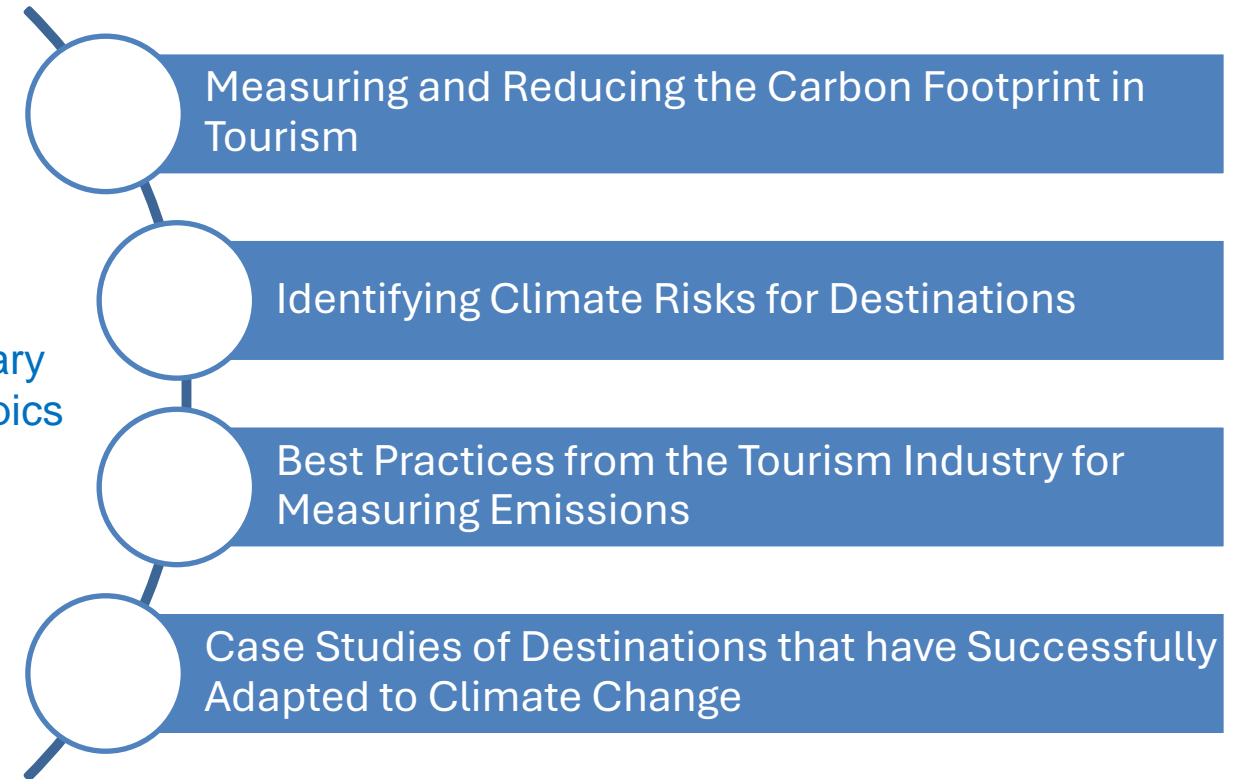 Measuring and Reducing the Carbon Footprint in
Tourism
Identifying Climate Risks for Destinations
Best Practices from the Tourism Industry for
Measuring Emissions
Case Studies of Destinations that have Successfully
Adapted to Climate Change